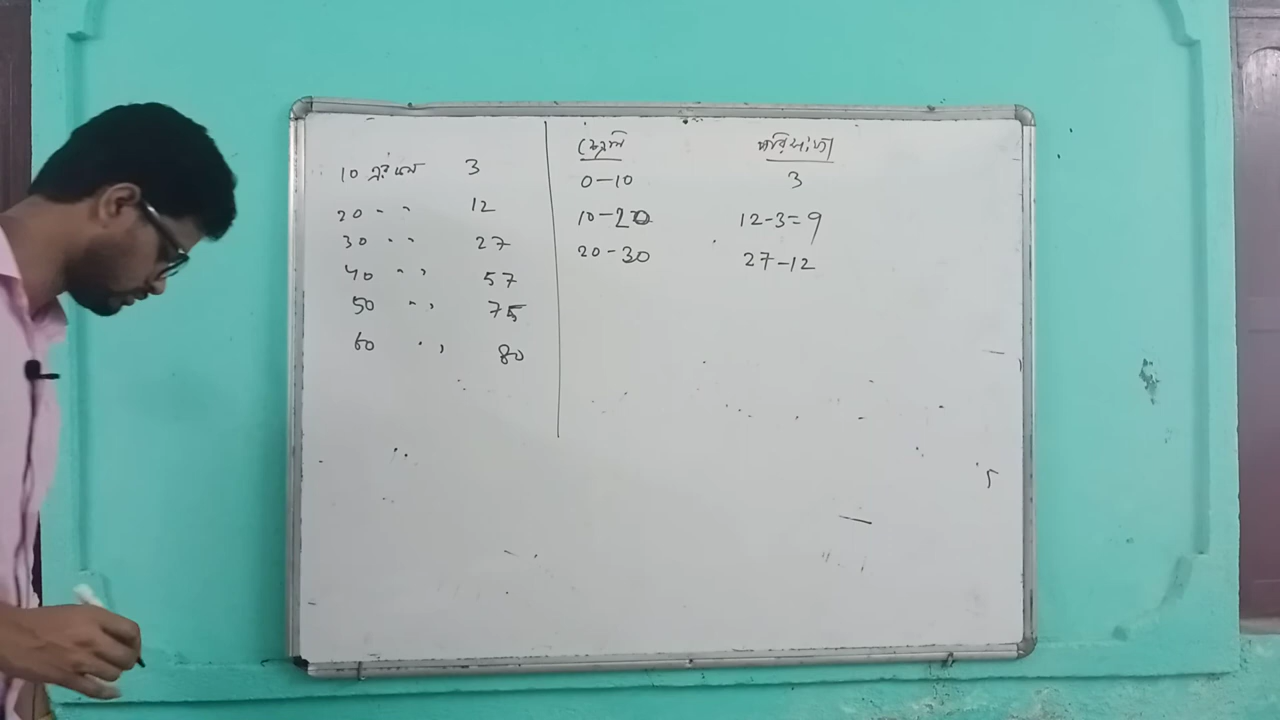 10 এর কম 3
20 " " 12
30 " " 27
40 " " 57
50 " " 75
60 " " 80
শ্রেণি পরিসংখ্যা
0-10 3
10-20 12-3=9
20-30 27-12